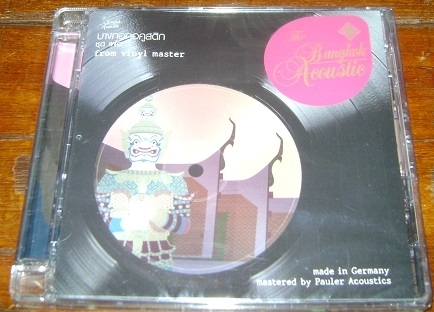 บางกอกอคูสติก
from vinyl master
The
Bangkok
Acoustic
made in Germany
mastered by Pauler Acoustics